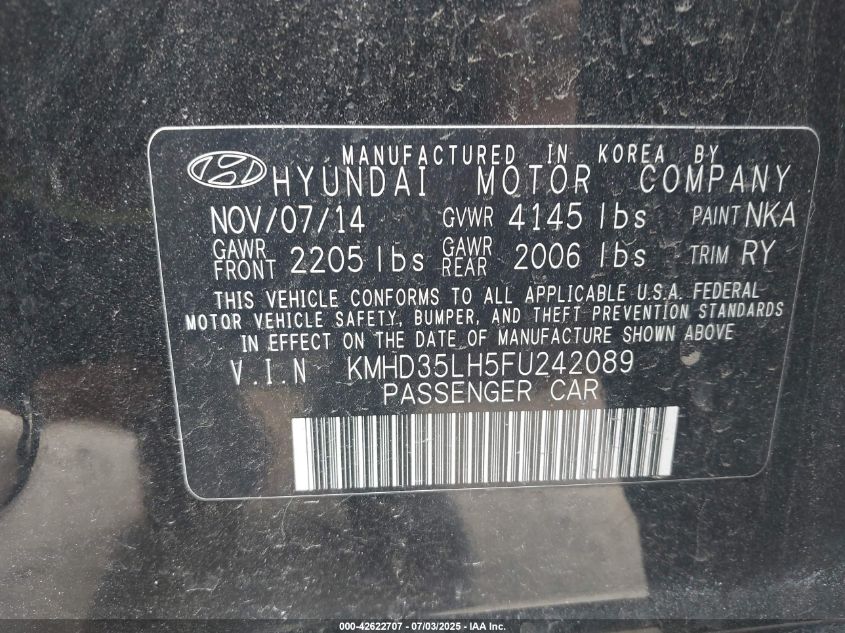 MANUFACTURED IN KOREA BY
HYUNDAI MOTOR COMPANY
NOV/07/14 GVWR 4145 lbs PAINT NKA
GAWR FRONT 2205 lbs GAWR REAR 2006 lbs TRIM RY
THIS VEHICLE CONFORMS TO ALL APPLICABLE U.S.A. FEDERAL
MOTOR VEHICLE SAFETY, BUMPER, AND THEFT PREVENTION STANDARDS
IN EFFECT ON THE DATE OF MANUFACTURE SHOWN ABOVE
V.I.N KMHD35LH5FU242089
PASSENGER CAR
000-42622707 - 07/03/2025 - IAA Inc.